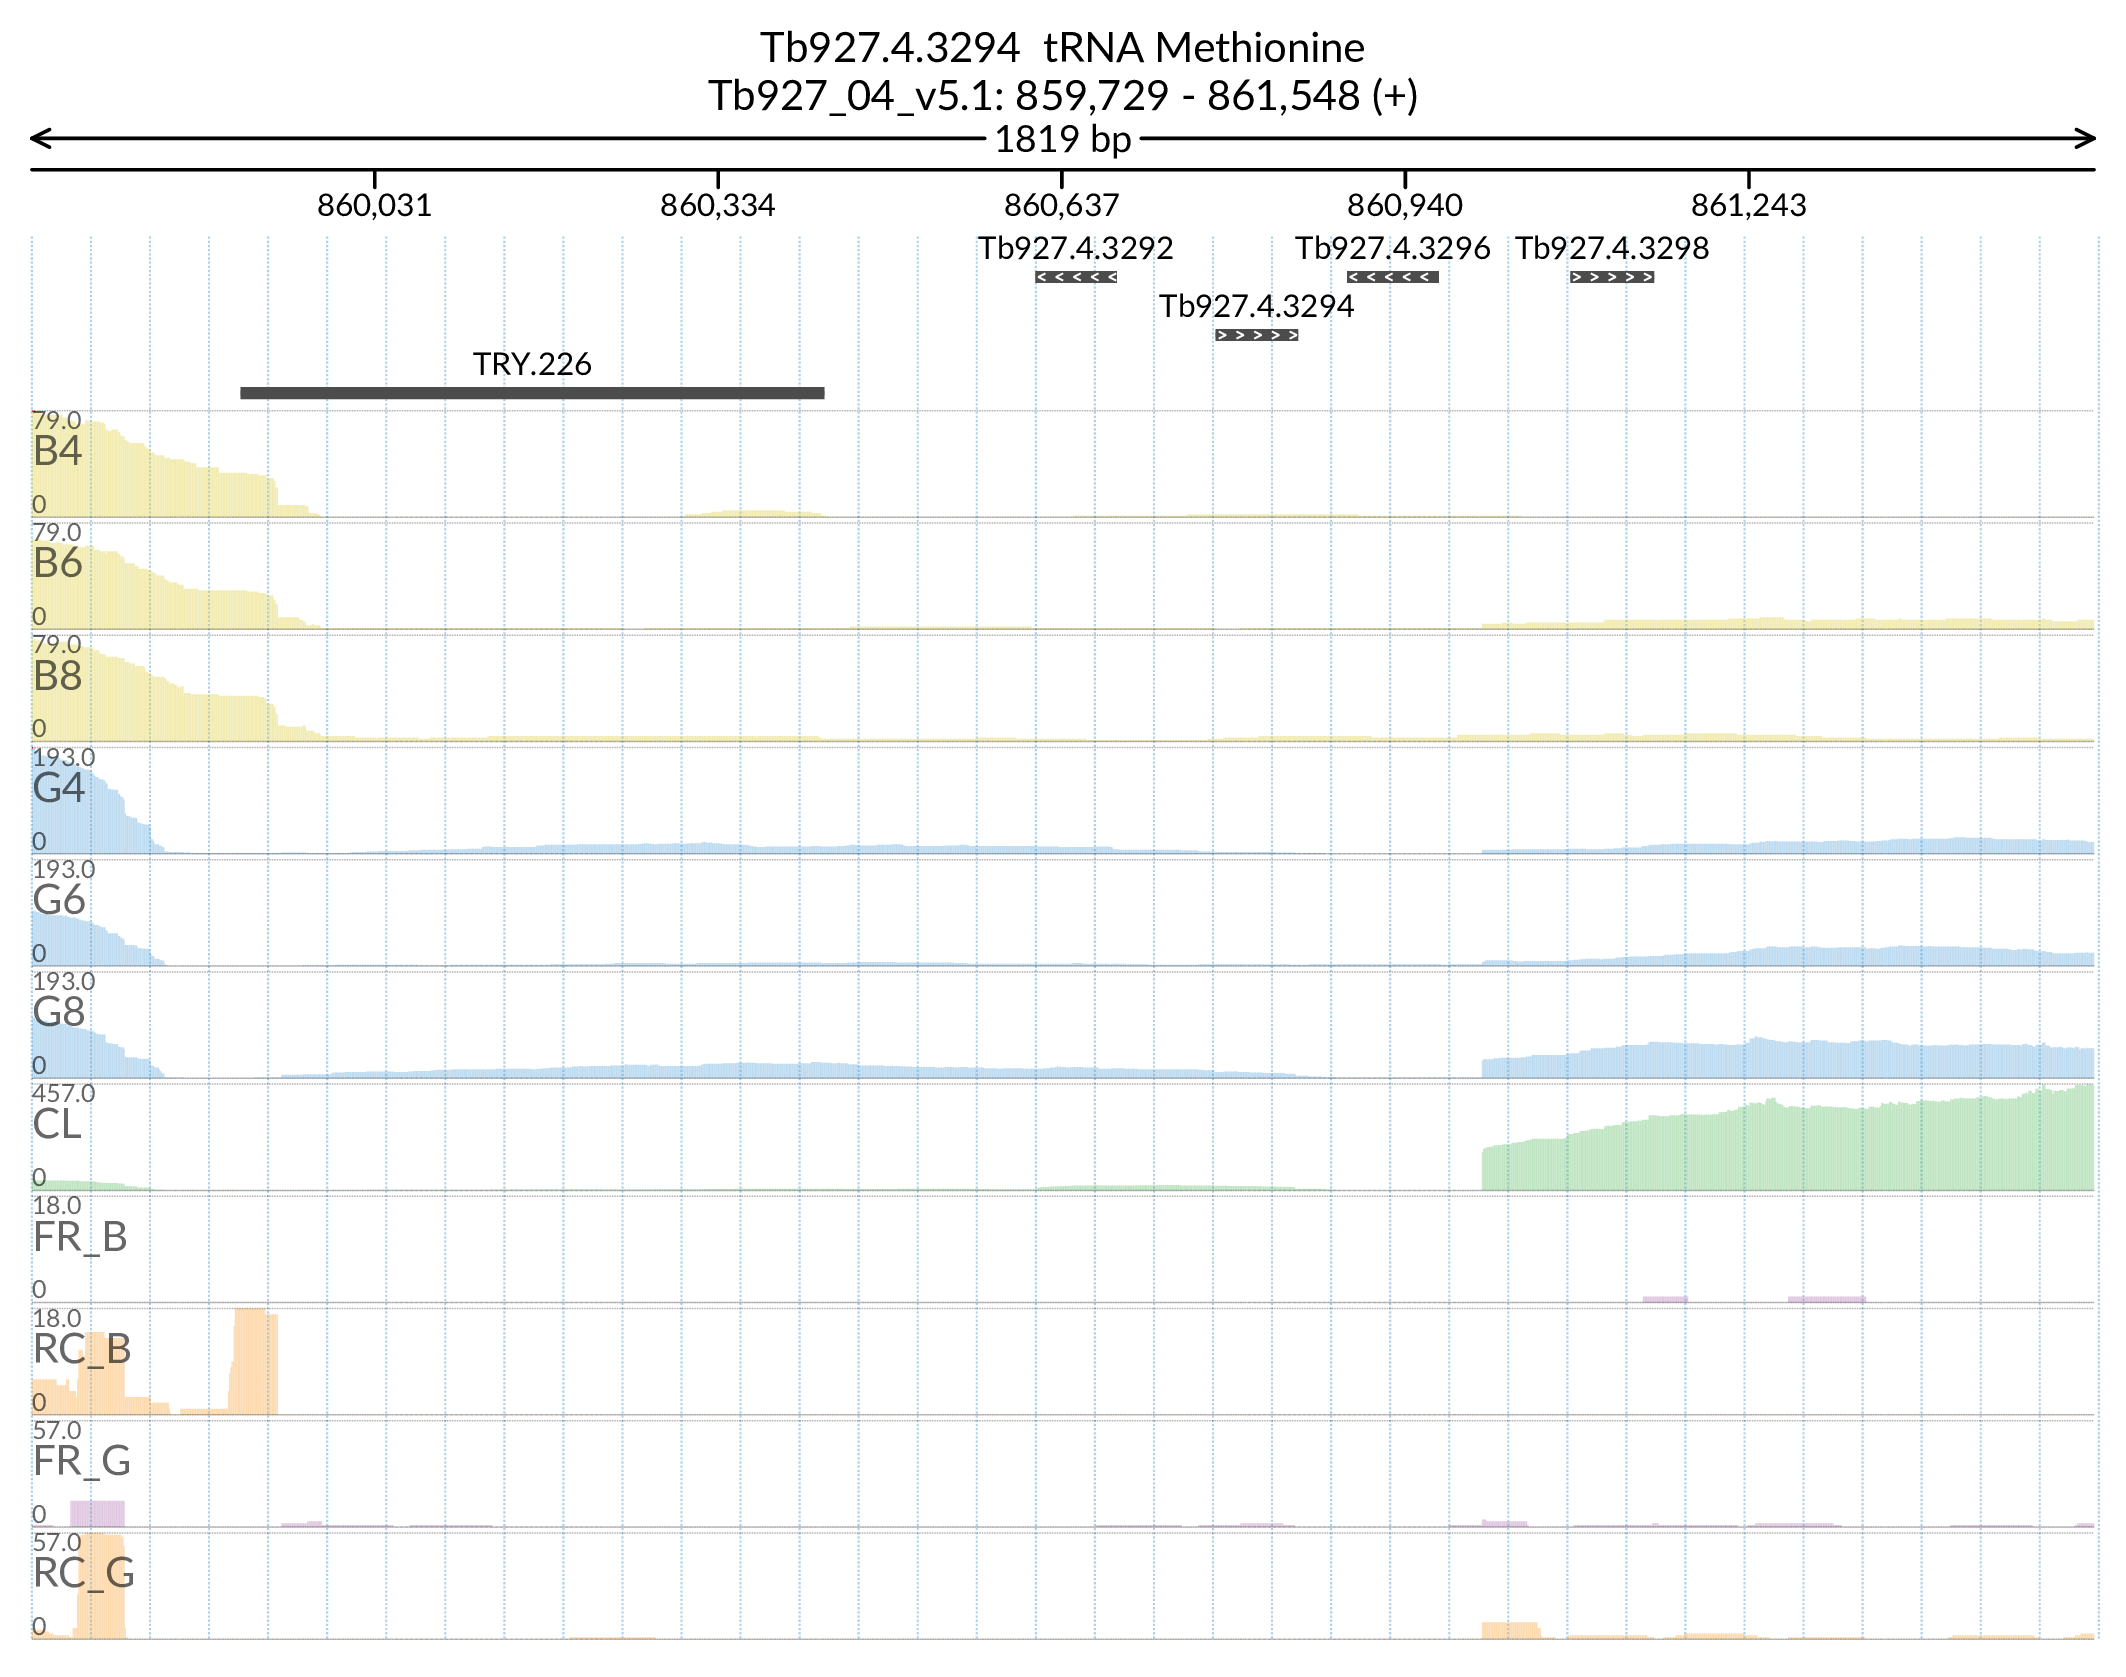 Tb927.4.3294 tRNA Methionine
Tb927_04_v5.1: 859,729 - 861,548 (+)
1819 bp
860,031 860,334 860,637 860,940 861,243
Tb927.4.3292 Tb927.4.3296 Tb927.4.3298
Tb927.4.3294
TRY.226
79.0
B4
0
79.0
B6
0
79.0
B8
0
193.0
G4
0
193.0
G6
0
193.0
G8
0
457.0
CL
0
18.0
FR_B
0
18.0
RC_B
0
57.0
FR_G
0
57.0
RC_G
0